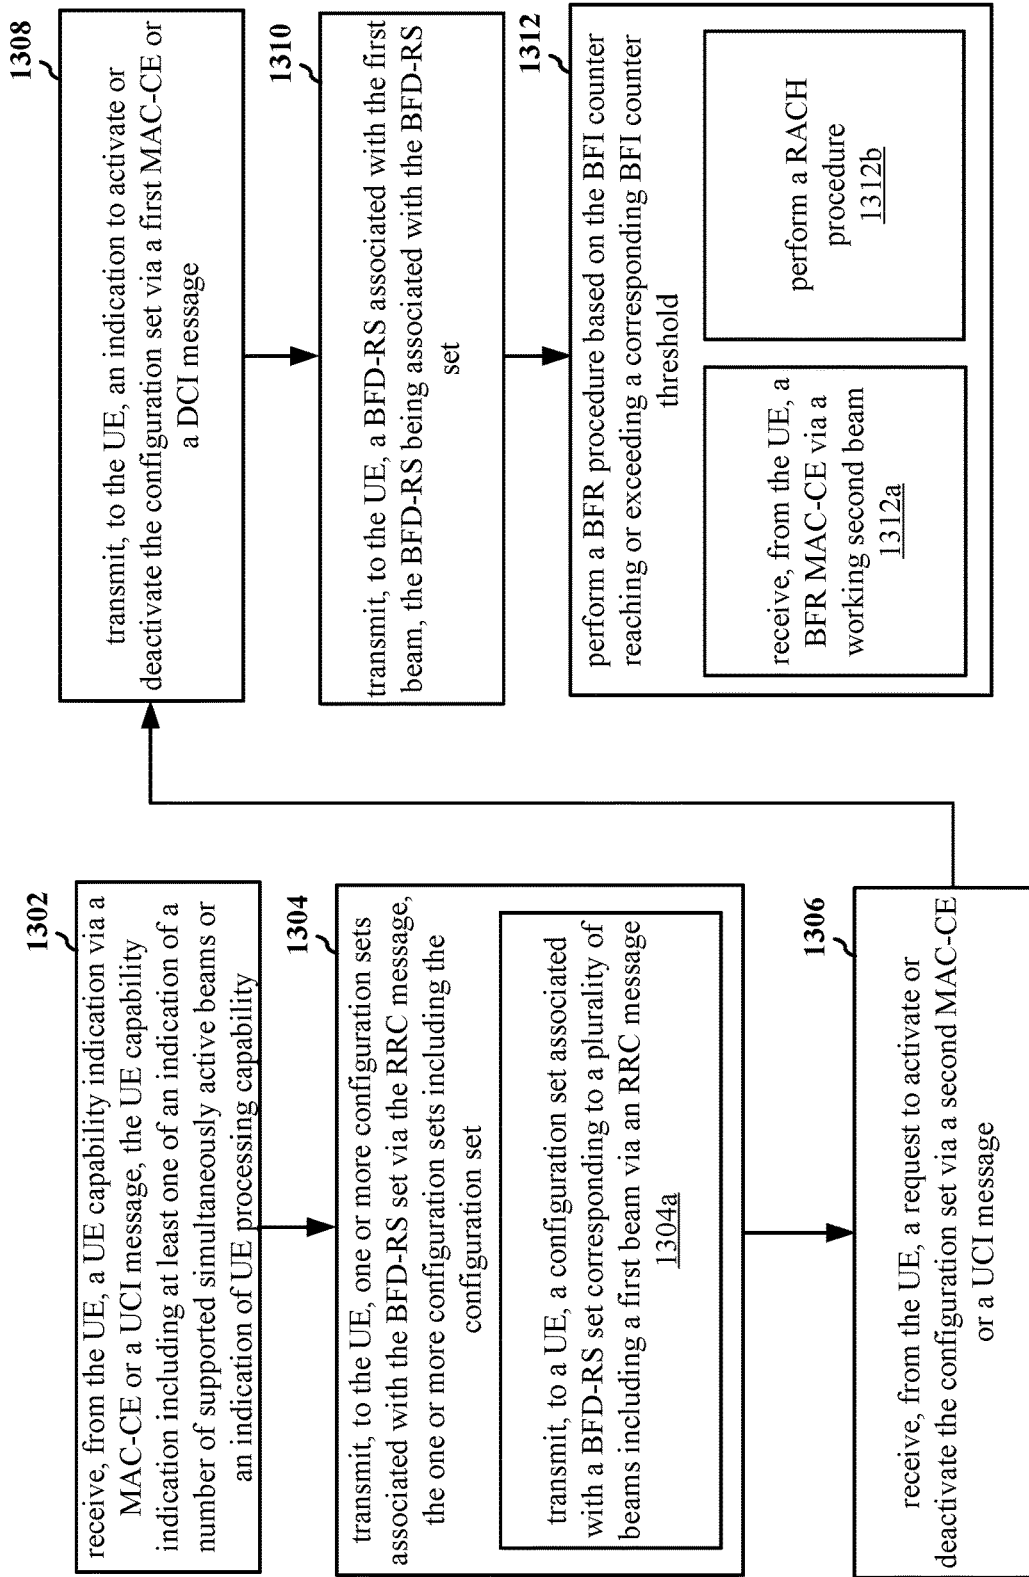 1302
receive, from the UE, a UE capability indication via a
MAC-CE or a UCI message, the UE capability
indication including at least one of an indication of a
number of supported simultaneously active beams or
an indication of UE processing capability
1304
transmit, to the UE, one or more configuration sets
associated with the BFD-RS set via the RRC message,
the one or more configuration sets including the
configuration set
transmit, to a UE, a configuration set associated
with a BFD-RS set corresponding to a plurality of
beams including a first beam via an RRC message
1304a
1306
receive, from the UE, a request to activate or
deactivate the configuration set via a second MAC-CE
or a UCI message
1308
transmit, to the UE, an indication to activate or
deactivate the configuration set via a first MAC-CE or
a DCI message
1310
transmit, to the UE, a BFD-RS associated with the first
beam, the BFD-RS being associated with the BFD-RS
set
1312
perform a BFR procedure based on the BFI counter
reaching or exceeding a corresponding BFI counter
threshold
receive, from the UE, a
BFR MAC-CE via a
working second beam
1312a
perform a RACH
procedure
1312b